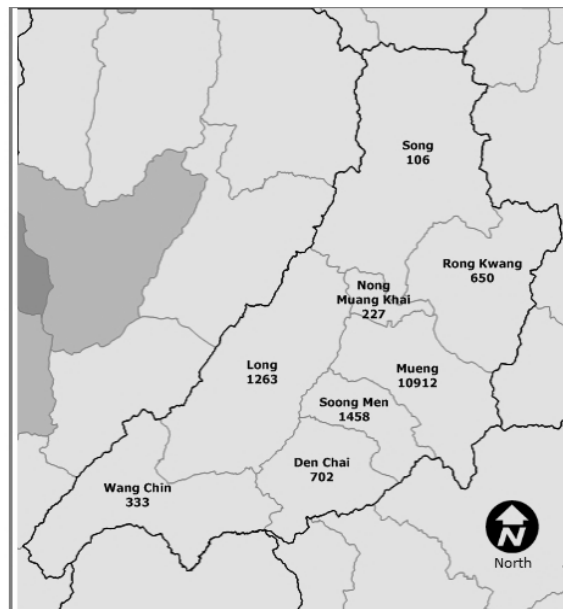 Song
106
Rong Kwang
650
Nong
Muang Khai
227
Long
1263
Mueng
10912
Soong Men
1458
Den Chai
702
Wang Chin
333
N
North